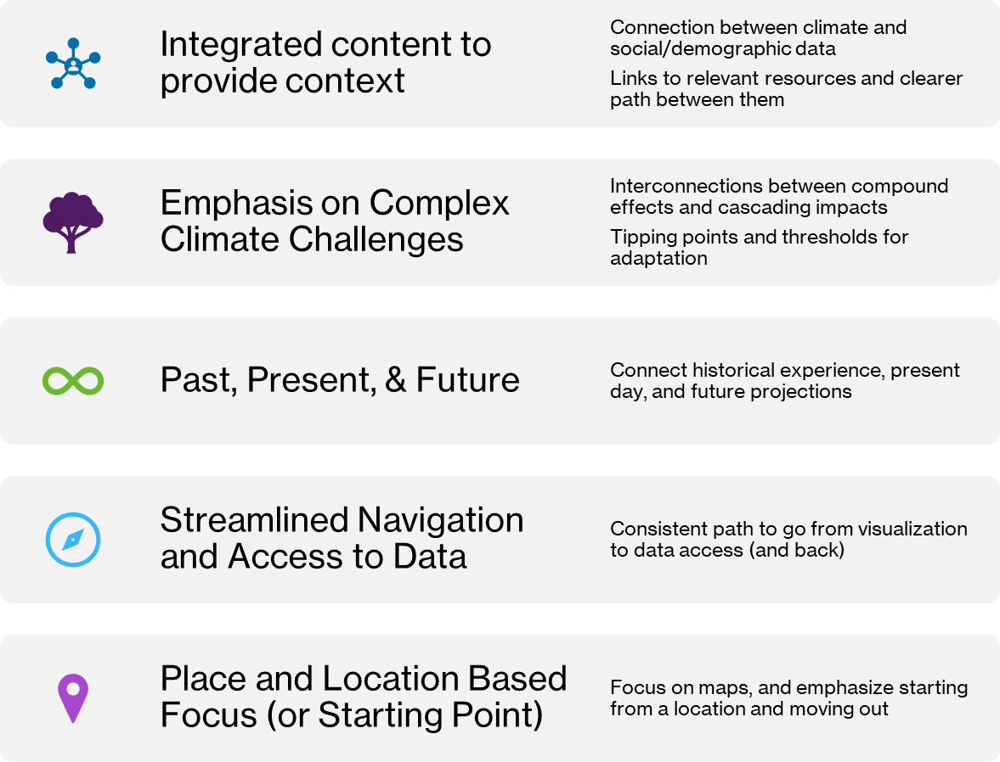 Integrated content to
provide context
Connection between climate and
social/demographic data
Links to relevant resources and clearer
path between them
Emphasis on Complex
Climate Challenges
Interconnections between compound
effects and cascading impacts
Tipping points and thresholds for
adaptation
Past, Present, & Future
Connect historical experience, present
day, and future projections
Streamlined Navigation
and Access to Data
Consistent path to go from visualization
to data access (and back)
Place and Location Based
Focus (or Starting Point)
Focus on maps, and emphasize starting
from a location and moving out